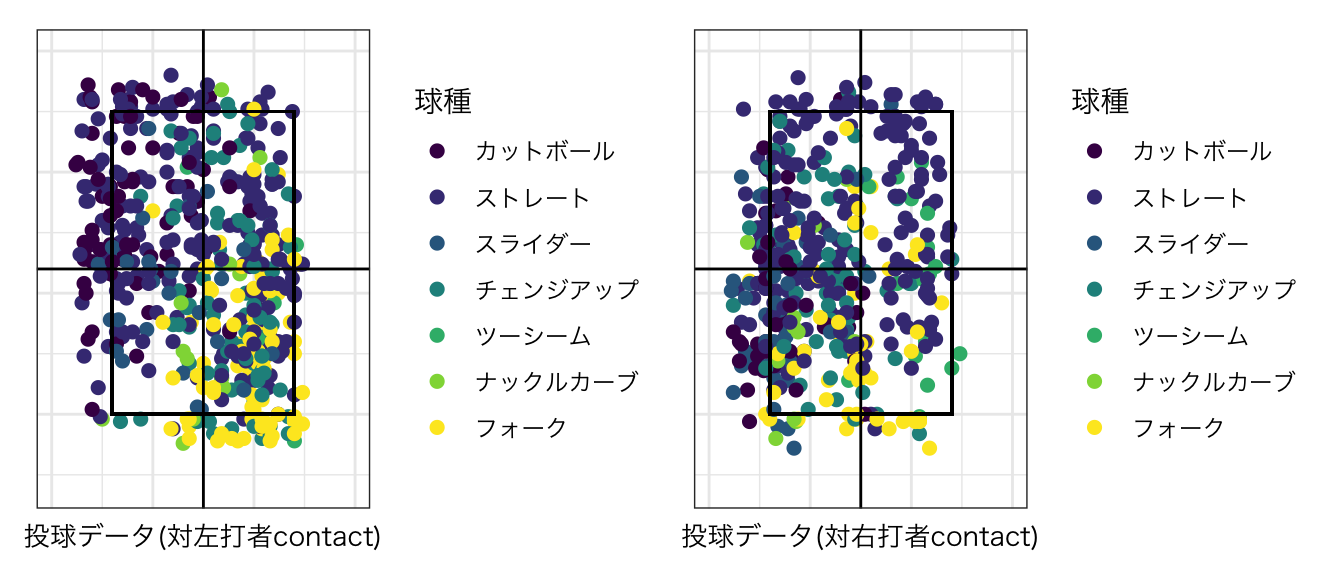 球種
カットボール
ストレート
スライダー
チェンジアップ
ツーシーム
ナックルカーブ
フォーク
投球データ(対左打者contact)
球種
カットボール
ストレート
スライダー
チェンジアップ
ツーシーム
ナックルカーブ
フォーク
投球データ(対右打者contact)